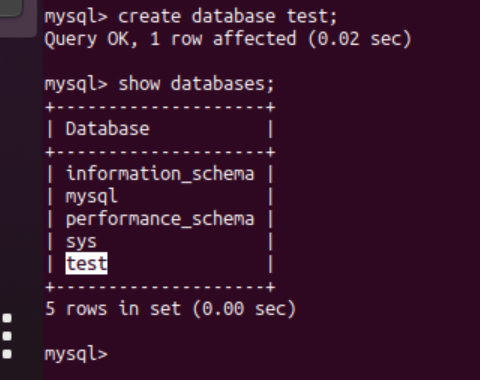 mysql> create database test;
Query OK, 1 row affected (0.02 sec)
mysql> show databases;
+--------------------+
| Database           |
+--------------------+
| information_schema |
| mysql              |
| performance_schema |
| sys                |
| test               |
+--------------------+
5 rows in set (0.00 sec)
mysql>